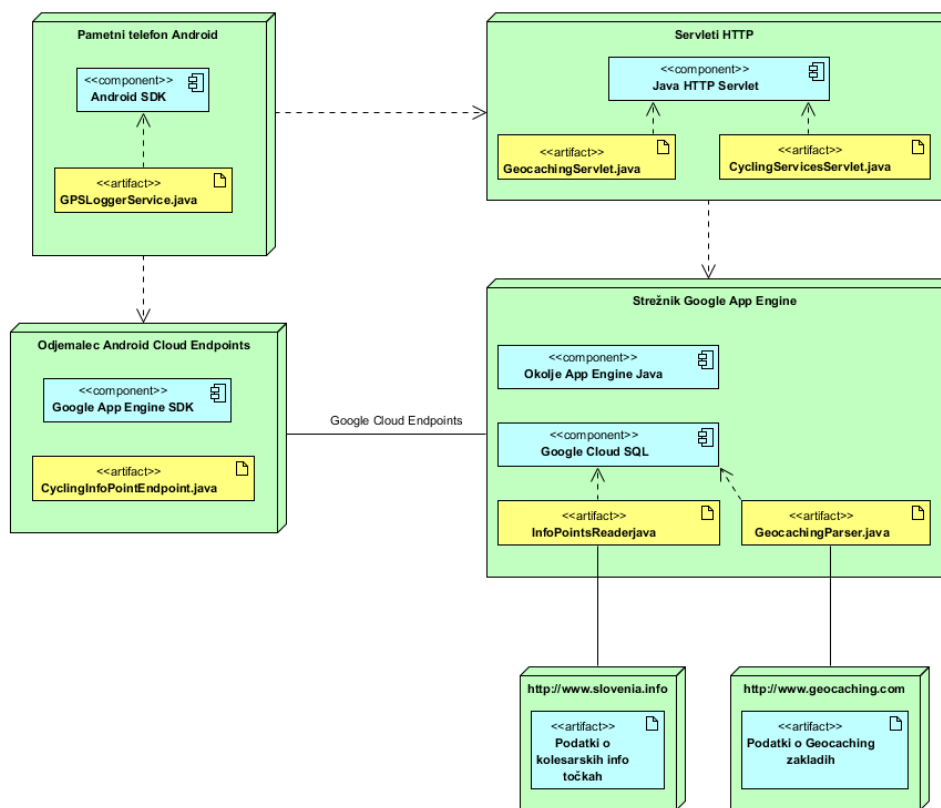 Pametni telefon Android
<<component>>
Android SDK
<<artifact>>
GPSLoggerService.java
Servleti HTTP
<<component>>
Java HTTP Servlet
<<artifact>>
GeocachingServlet.java
<<artifact>>
CyclingServicesServlet.java
Odjemalec Android Cloud Endpoints
<<component>>
Google App Engine SDK
<<artifact>>
CyclingInfoPointEndpoint.java
Google Cloud Endpoints
Strežnik Google App Engine
<<component>>
Okolje App Engine Java
<<component>>
Google Cloud SQL
<<artifact>>
InfoPointsReaderjava
<<artifact>>
GeocachingParser.java
http://www.slovenia.info
<<artifact>>
Podatki o
kolesarskih info
točkah
http://www.geocaching.com
<<artifact>>
Podatki o Geocaching
zakladih